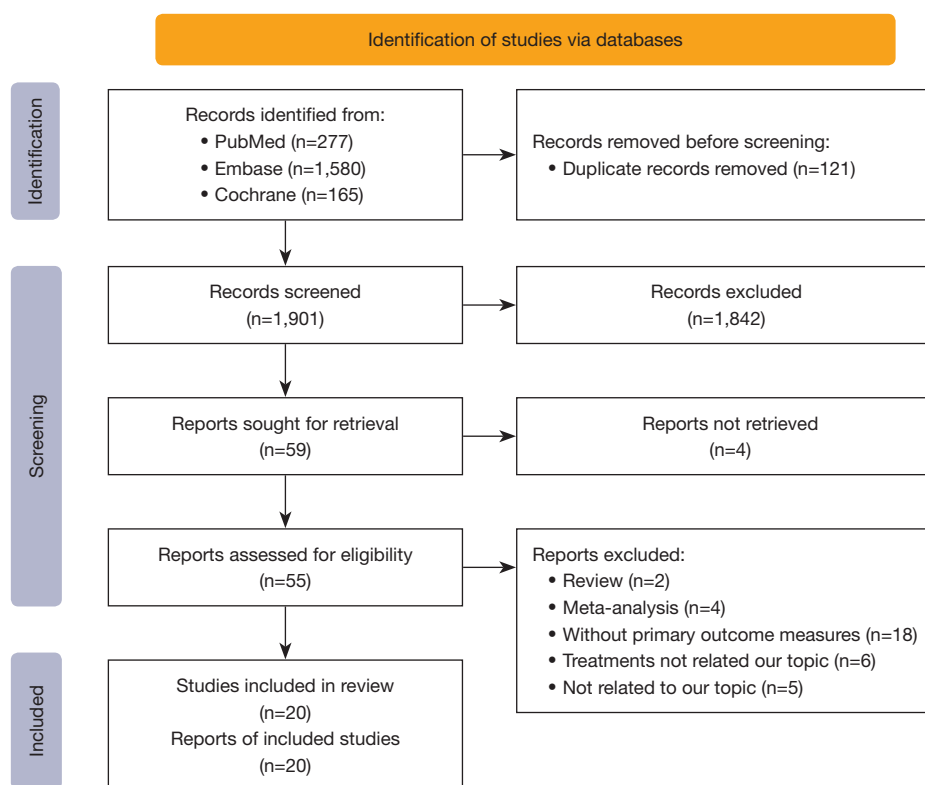 Identification of studies via databases
Identification
Records identified from:
• PubMed (n=277)
• Embase (n=1,580)
• Cochrane (n=165)
Records removed before screening:
• Duplicate records removed (n=121)
Screening
Records screened
(n=1,901)
Records excluded
(n=1,842)
Reports sought for retrieval
(n=59)
Reports not retrieved
(n=4)
Reports assessed for eligibility
(n=55)
Reports excluded:
• Review (n=2)
• Meta-analysis (n=4)
• Without primary outcome measures (n=18)
• Treatments not related our topic (n=6)
• Not related to our topic (n=5)
Included
Studies included in review
(n=20)
Reports of included studies
(n=20)